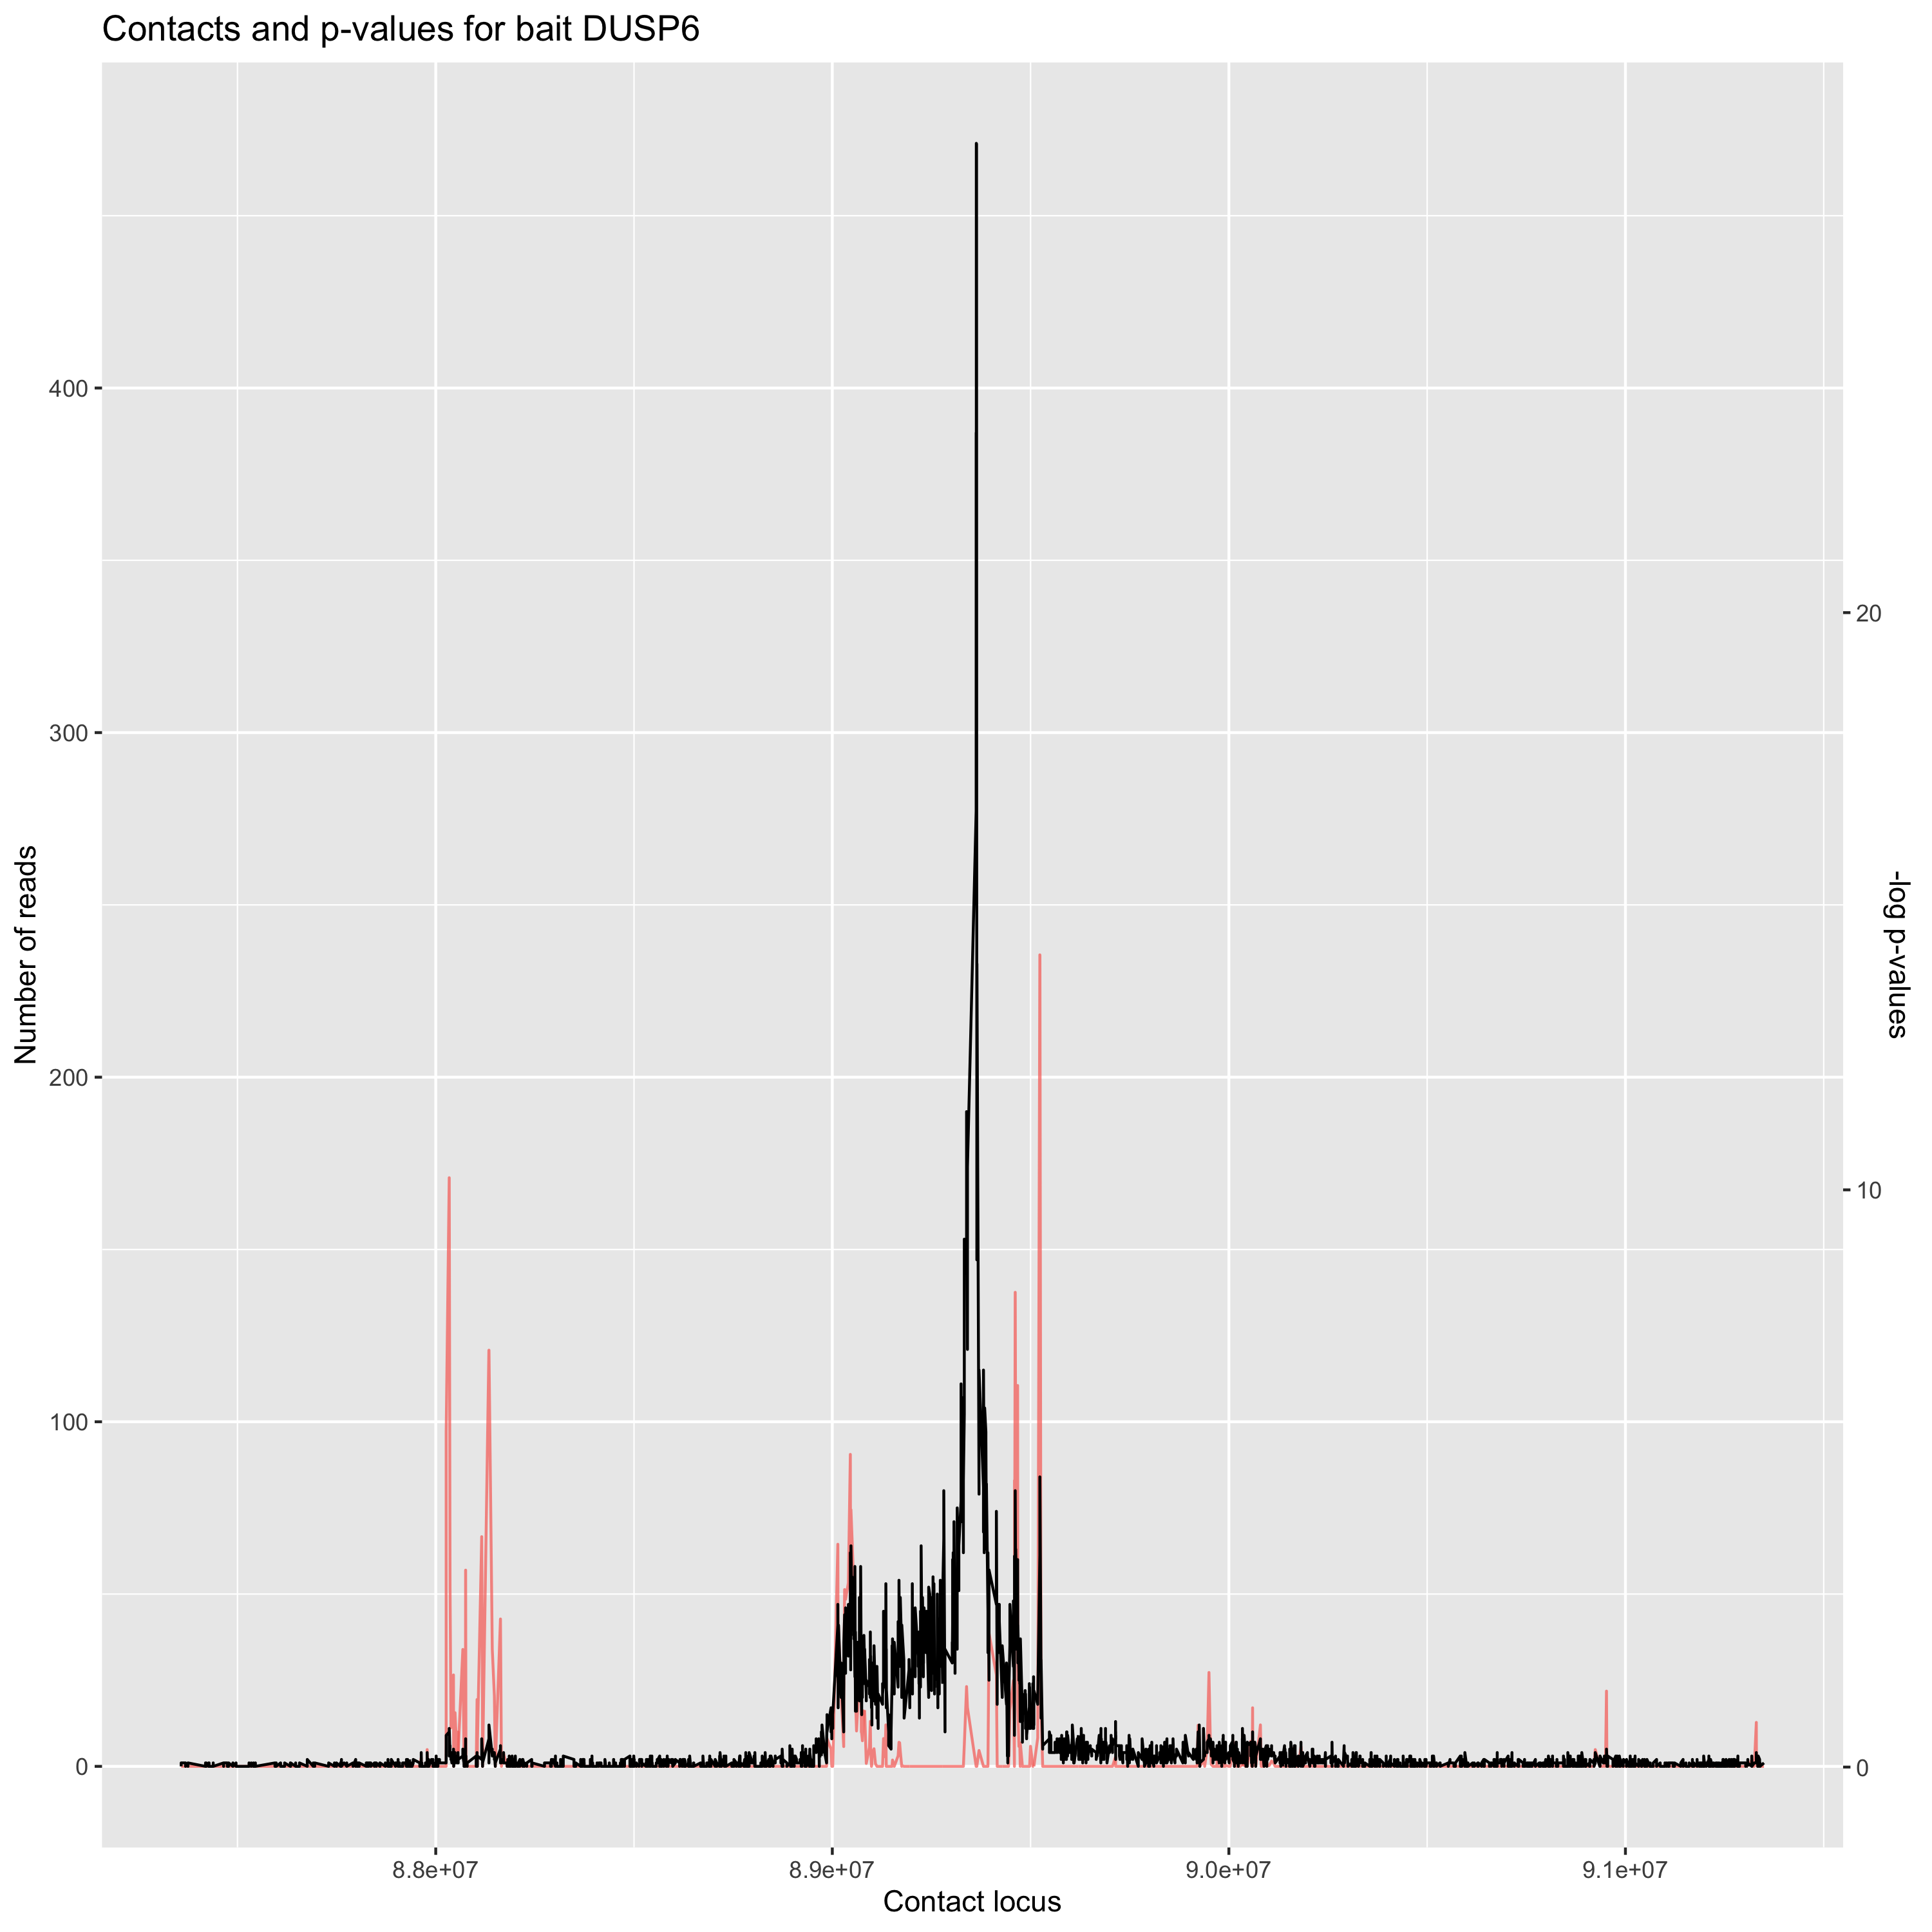 Contacts and p-values for bait DUSP6
400
300
200
100
0
Number of reads
20
10
0
-log p-values
8.8e+07
8.9e+07
9.0e+07
9.1e+07
Contact locus